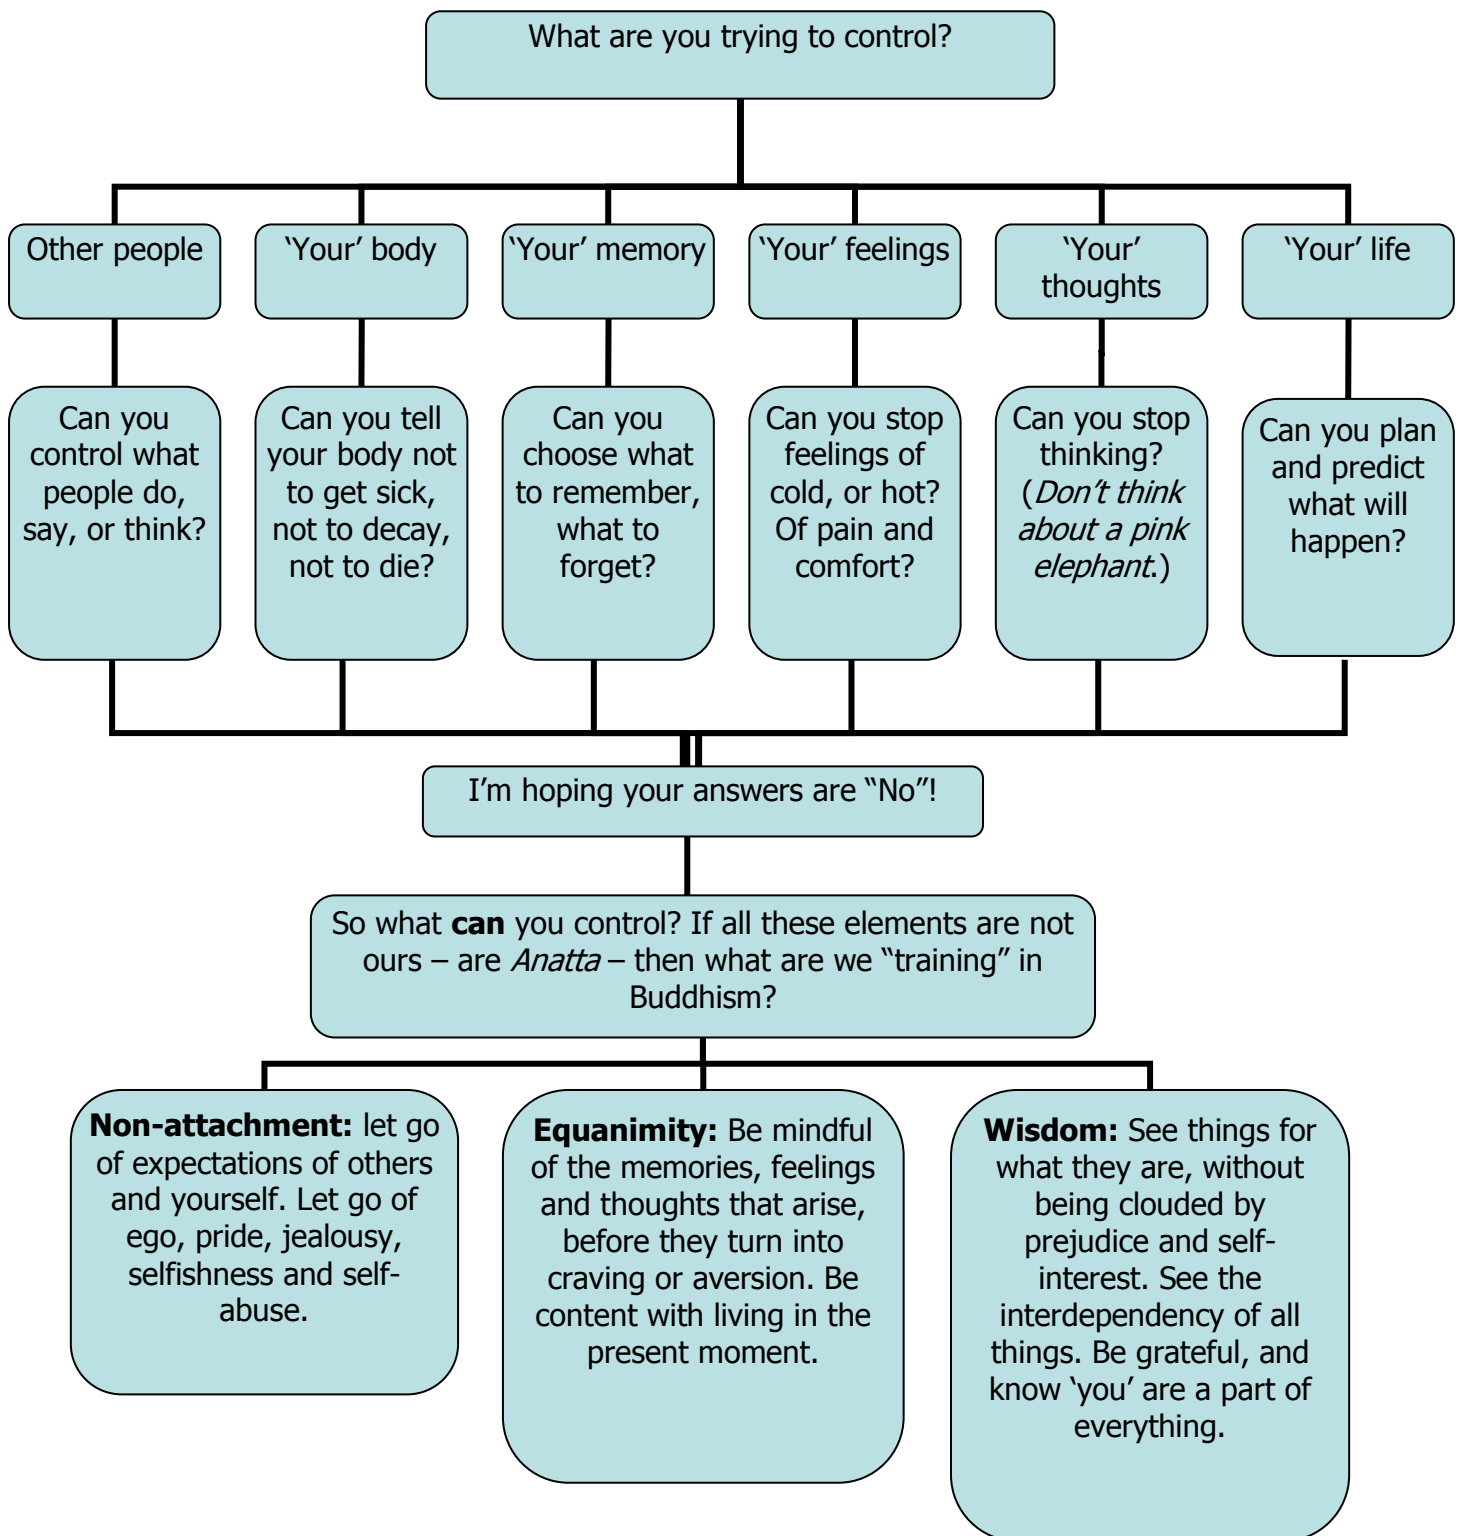 What are you trying to control?
Other people
‘Your’ body
‘Your’ memory
‘Your’ feelings
‘Your’
thoughts
‘Your’ life
Can you
control what
people do,
say, or think?
Can you tell
your body not
to get sick,
not to decay,
not to die?
Can you
choose what
to remember,
what to
forget?
Can you stop
feelings of
cold, or hot?
Of pain and
comfort?
Can you stop
thinking?
(Don’t think
about a pink
elephant.)
Can you plan
and predict
what will
happen?
I’m hoping your answers are “No”!
So what can you control? If all these elements are not
ours – are Anatta – then what are we “training” in
Buddhism?
Non-attachment: let go
of expectations of others
and yourself. Let go of
ego, pride, jealousy,
selfishness and self-
abuse.
Equanimity: Be mindful
of the memories, feelings
and thoughts that arise,
before they turn into
craving or aversion. Be
content with living in the
present moment.
Wisdom: See things for
what they are, without
being clouded by
prejudice and self-
interest. See the
interdependency of all
things. Be grateful, and
know ‘you’ are a part of
everything.